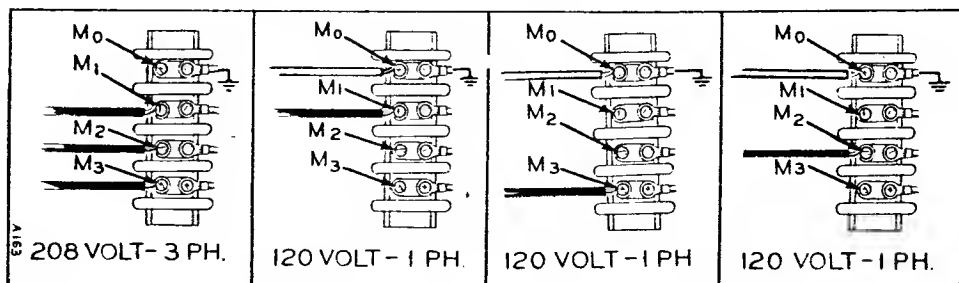 M0
M1
M2
M3
A163
208 VOLT-3 PH.
M0
M1
M2
M3
120 VOLT-1 PH.
M0
M1
M2
M3
120 VOLT-1 PH
M0
M1
M2
M3
120 VOLT-1 PH.